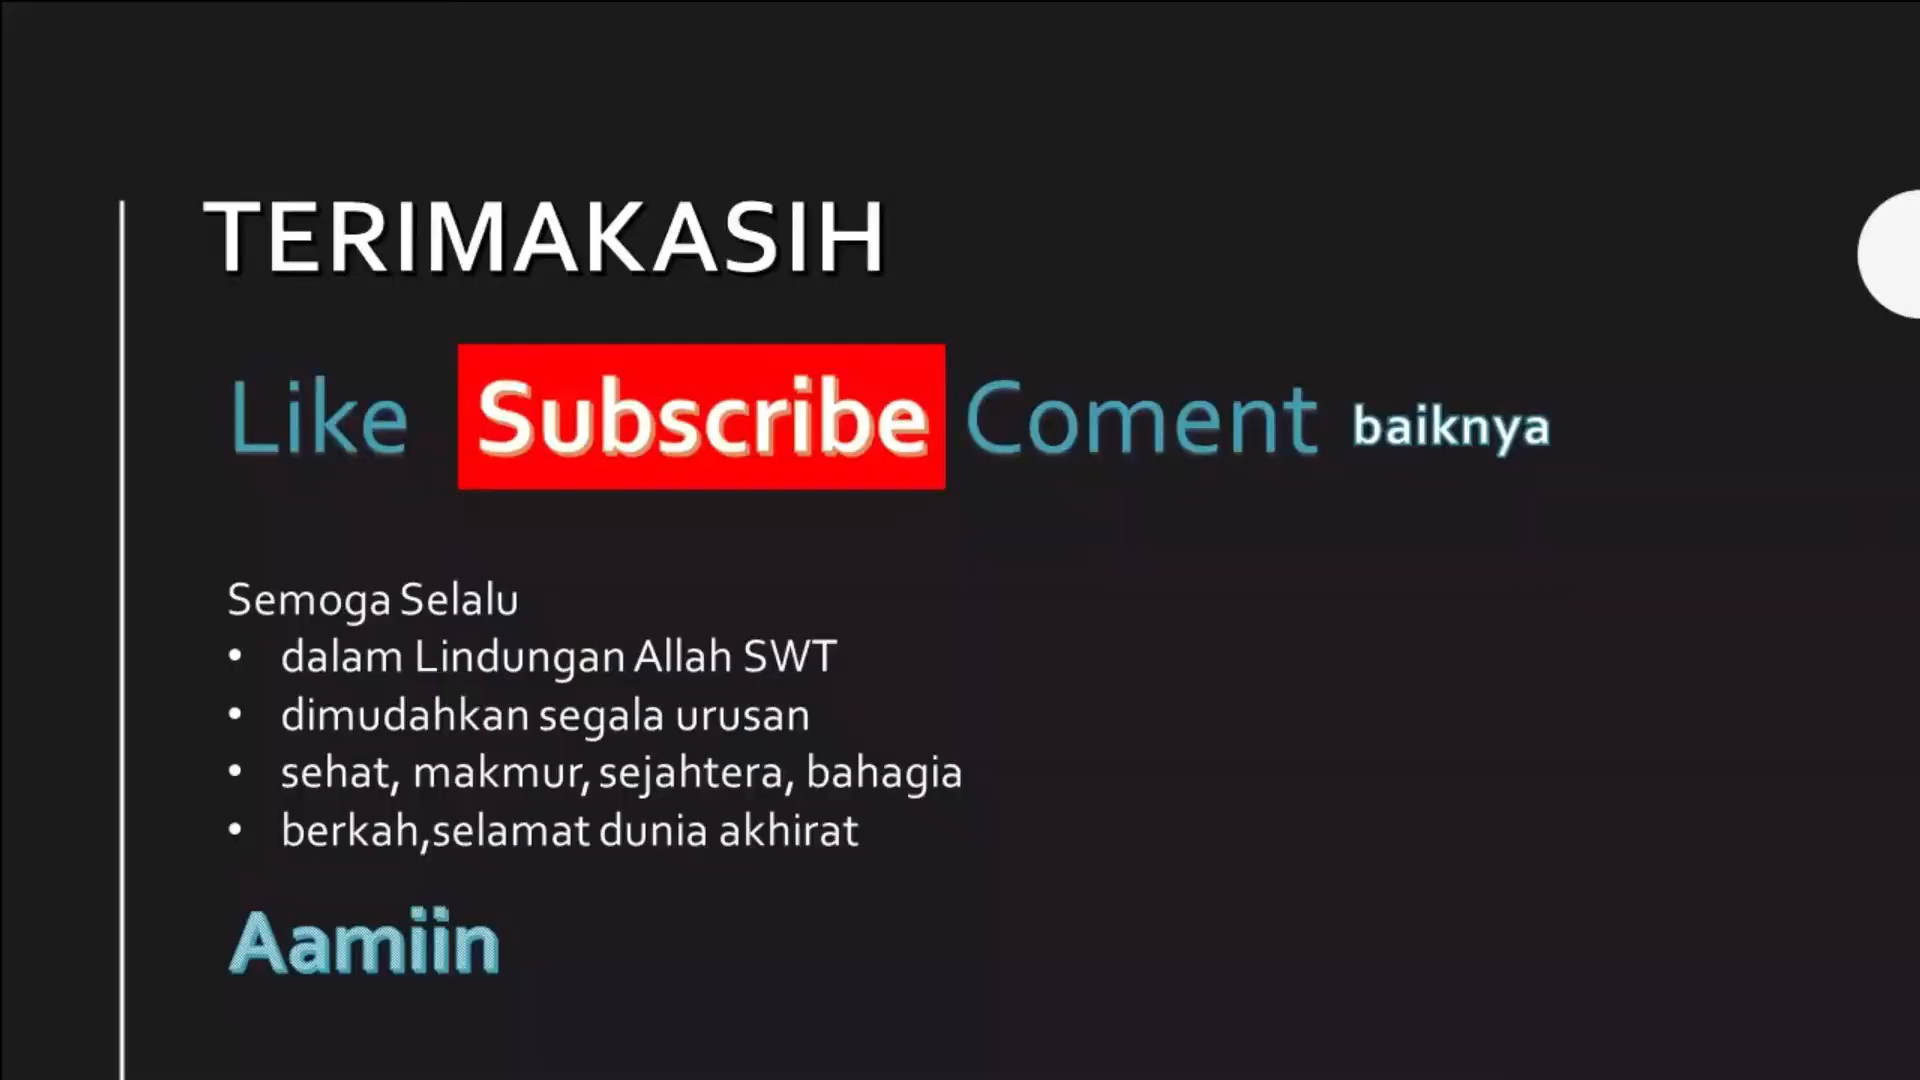 TERIMAKASIH
Like Subscribe Coment baiknya
Semoga Selalu
• dalam Lindungan Allah SWT
• dimudahkan segala urusan
• sehat, makmur, sejahtera, bahagia
• berkah,selamat dunia akhirat
Aamiin